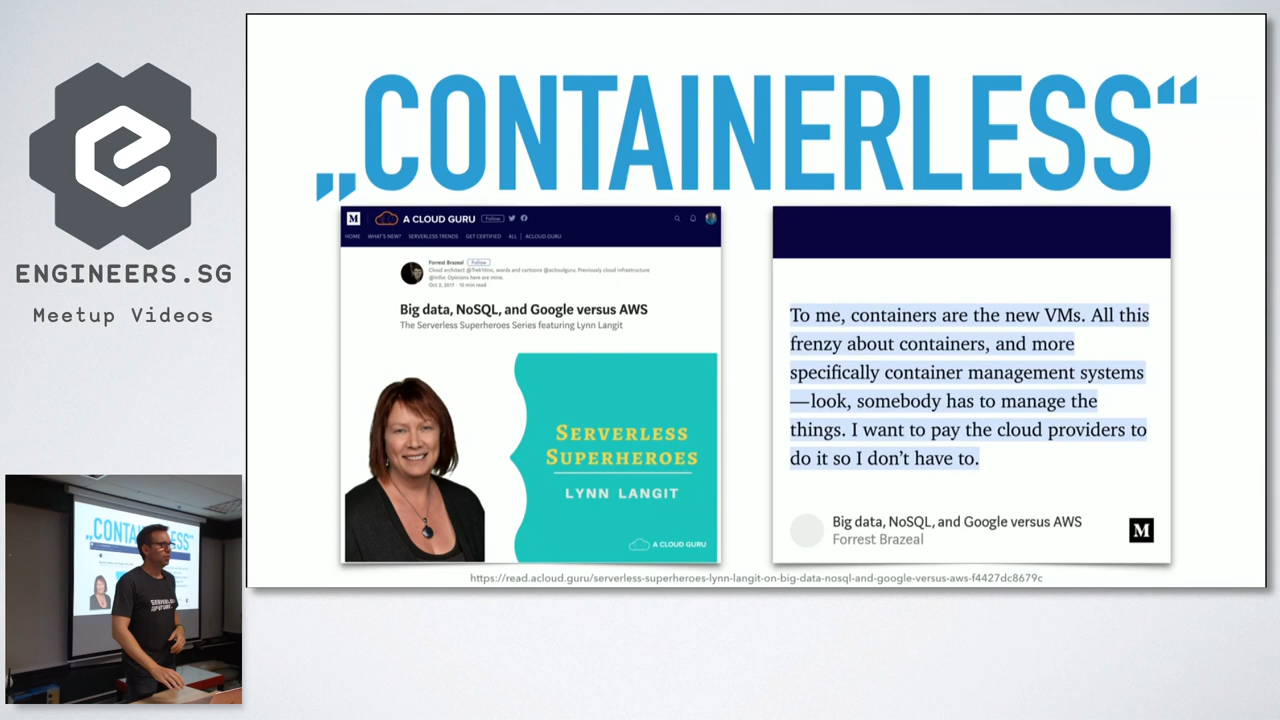 ENGINEERS.SG
Meetup Videos
„CONTAINERLESS“
M
A CLOUD GURU
Follow
HOME WHAT'S NEW? SERVERLESS TRENDS GET CERTIFIED ALL | ACLOUD.GURU
Forrest Brazeal Follow
Cloud architect @Trek10inc, words and cartoons @acloudguru. Previously cloud infrastructure
@Infor. Opinions here are mine.
Oct 2, 2017 · 10 min read
Big data, NoSQL, and Google versus AWS
The Serverless Superheroes Series featuring Lynn Langit
SERVERLESS
SUPERHEROES
LYNN LANGIT
A CLOUD GURU
To me, containers are the new VMs. All this
frenzy about containers, and more
specifically container management systems
—look, somebody has to manage the
things. I want to pay the cloud providers to
do it so I don’t have to.
Big data, NoSQL, and Google versus AWS
Forrest Brazeal
M
https://read.acloud.guru/serverless-superheroes-lynn-langit-on-big-data-nosql-and-google-versus-aws-f4427dc8679c
„CONTAINERLESS“